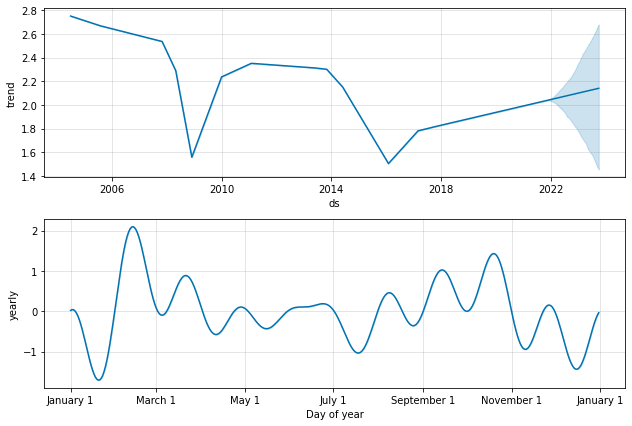 2.8
2.6
2.4
2.2
2.0
1.8
1.6
1.4
trend
2006 2010 2014 2018 2022
ds
2
1
0
−1
yearly
January 1 March 1 May 1 July 1 September 1 November 1 January 1
Day of year